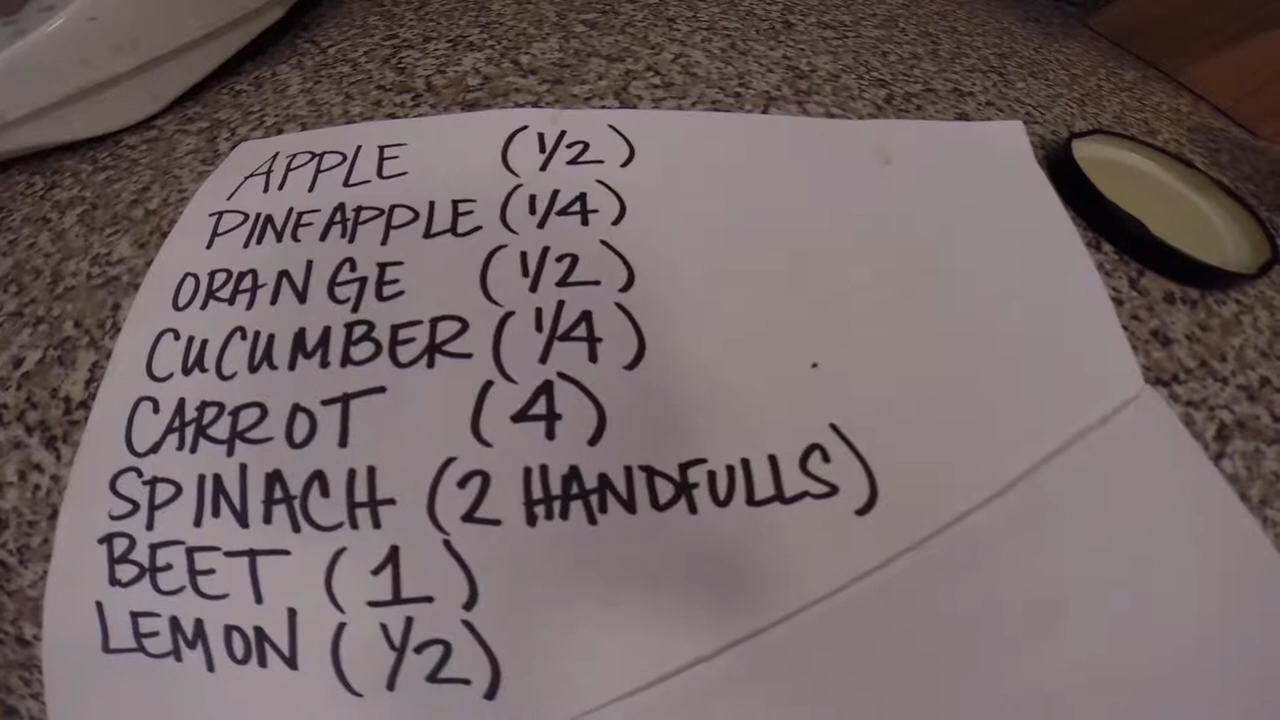 APPLE (1/2)
PINEAPPLE (1/4)
ORANGE (1/2)
CUCUMBER (1/4)
CARROT (4)
SPINACH (2 HANDFULLS)
BEET (1)
LEMON (1/2)